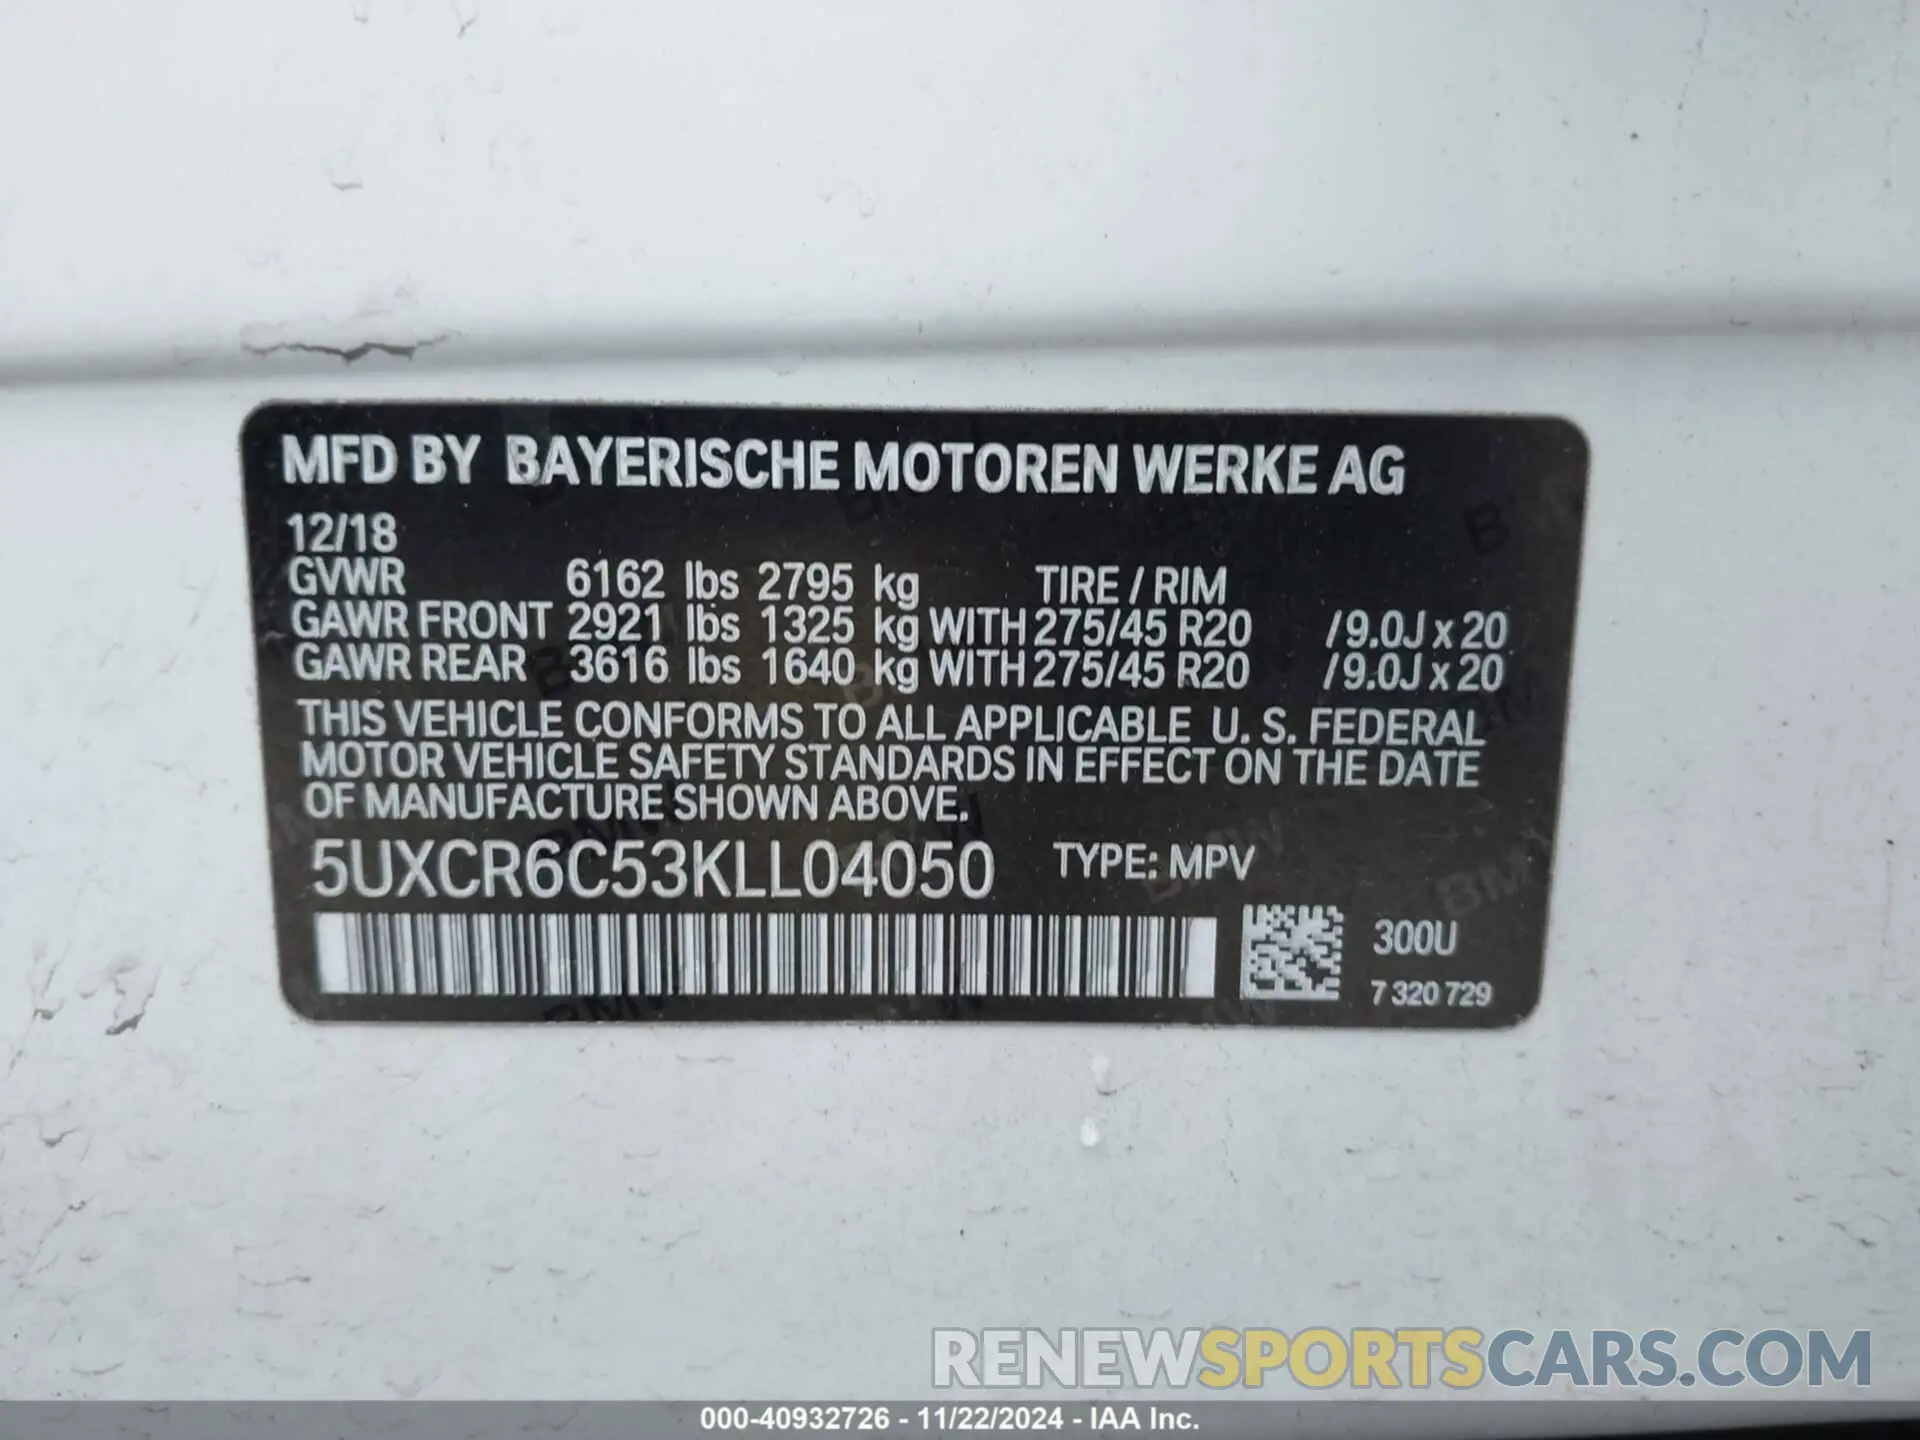 MFD BY BAYERISCHE MOTOREN WERKE AG
12/18
GVWR 6162 lbs 2795 kg TIRE / RIM
GAWR FRONT 2921 lbs 1325 kg WITH 275/45 R20 /9.0J x 20
GAWR REAR 3616 lbs 1640 kg WITH 275/45 R20 /9.0J x 20
THIS VEHICLE CONFORMS TO ALL APPLICABLE U. S. FEDERAL
MOTOR VEHICLE SAFETY STANDARDS IN EFFECT ON THE DATE
OF MANUFACTURE SHOWN ABOVE.
5UXCR6C53KLL04050 TYPE: MPV
300U
7 320 729
RENEWSPORTSCARS.COM
000-40932726 - 11/22/2024 - IAA Inc.